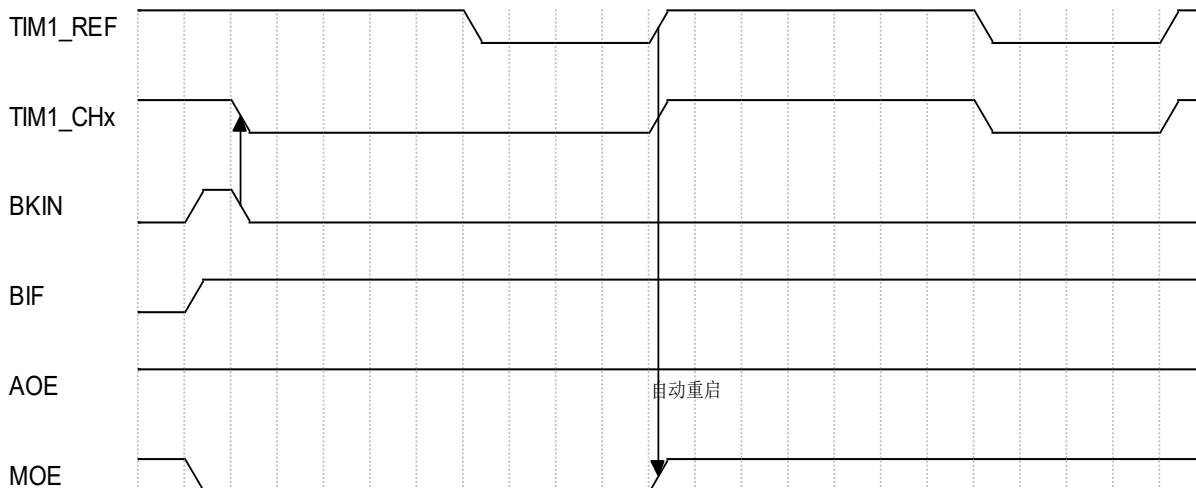 TIM1_REF
TIM1_CHx
BKIN
BIF
AOE
自动重启
MOE